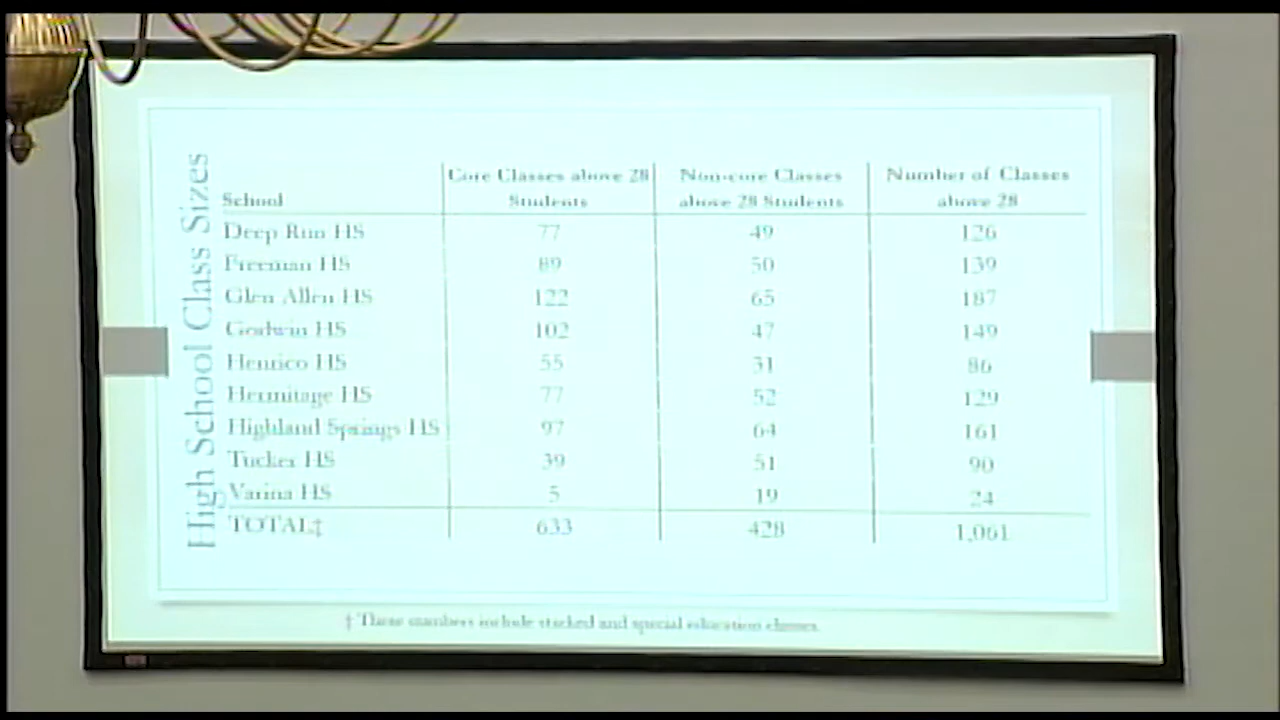 High School Class Sizes
School | Core Classes above 28 Students | Non-core Classes above 28 Students | Number of Classes above 28
Deep Run HS 77 49 126
Freeman HS 89 50 139
Glen Allen HS 122 65 187
Godwin HS 102 47 149
Henrico HS 55 31 86
Hermitage HS 77 52 129
Highland Springs HS 97 64 161
Tucker HS 39 51 90
Varina HS 5 19 24
TOTAL‡ 633 428 1,061
‡ These numbers include stacked and special education classes.